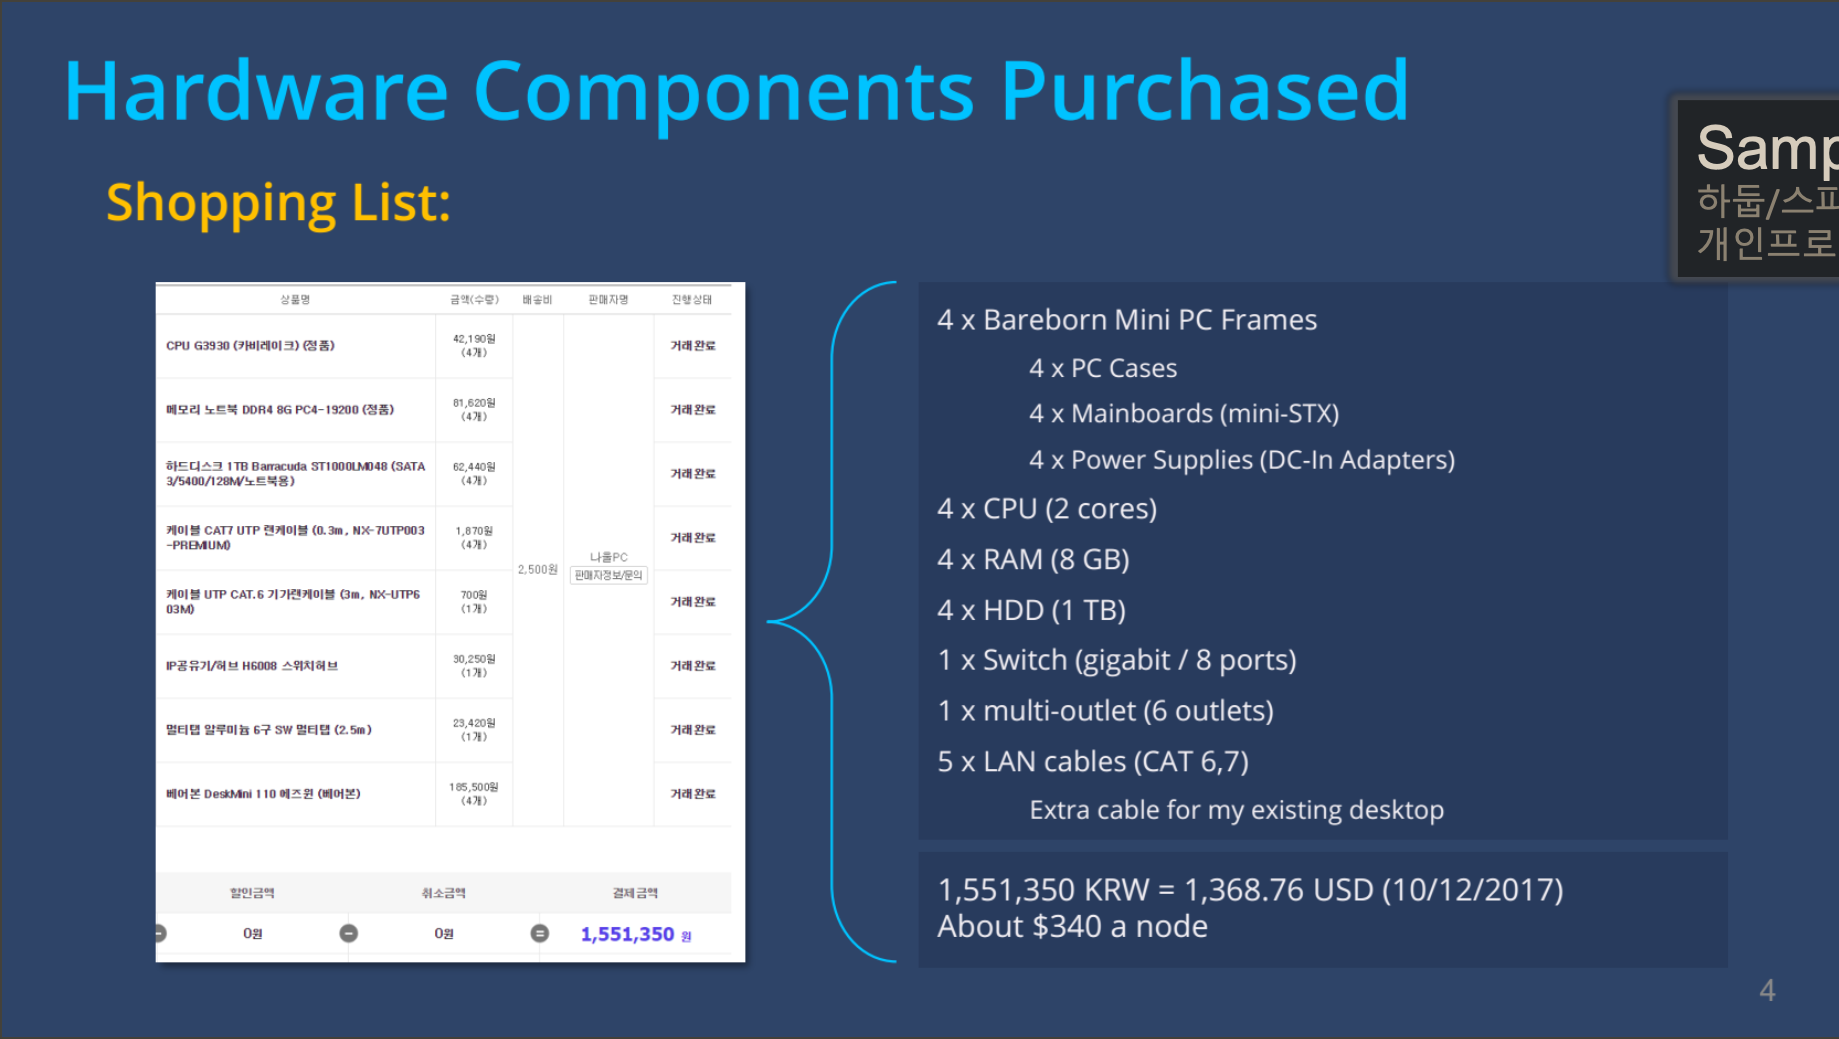 Hardware Components Purchased
Samp
하둡/스파
개인프로
Shopping List:
상품명 금액(수량) 배송비 판매자명 진행상태
CPU G3930 (카비레이크) (정품) 42,190원 (4개) 거래완료
메모리 노트북 DDR4 8G PC4-19200 (정품) 81,620원 (4개) 거래완료
하드디스크 1TB Barracuda ST1000LM048 (SATA
3/5400/128M/노트북용) 62,440원 (4개) 거래완료
케이블 CAT7 UTP 랜케이블 (0.3m, NX-7UTP003
-PREMIUM) 1,870원 (4개) 거래완료
2,500원 나올PC
판매자정보/문의
케이블 UTP CAT.6 기가랜케이블 (3m, NX-UTP6
03M) 700원 (1개) 거래완료
IP공유기/허브 H6008 스위치허브 30,250원 (1개) 거래완료
멀티탭 알루미늄 6구 SW 멀티탭 (2.5m) 23,420원 (1개) 거래완료
베어본 DeskMini 110 에즈윈 (베어본) 185,500원 (4개) 거래완료
할인금액 취소금액 결제금액
0원 0원 1,551,350 원
4 x Bareborn Mini PC Frames
4 x PC Cases
4 x Mainboards (mini-STX)
4 x Power Supplies (DC-In Adapters)
4 x CPU (2 cores)
4 x RAM (8 GB)
4 x HDD (1 TB)
1 x Switch (gigabit / 8 ports)
1 x multi-outlet (6 outlets)
5 x LAN cables (CAT 6,7)
Extra cable for my existing desktop
1,551,350 KRW = 1,368.76 USD (10/12/2017)
About $340 a node
4